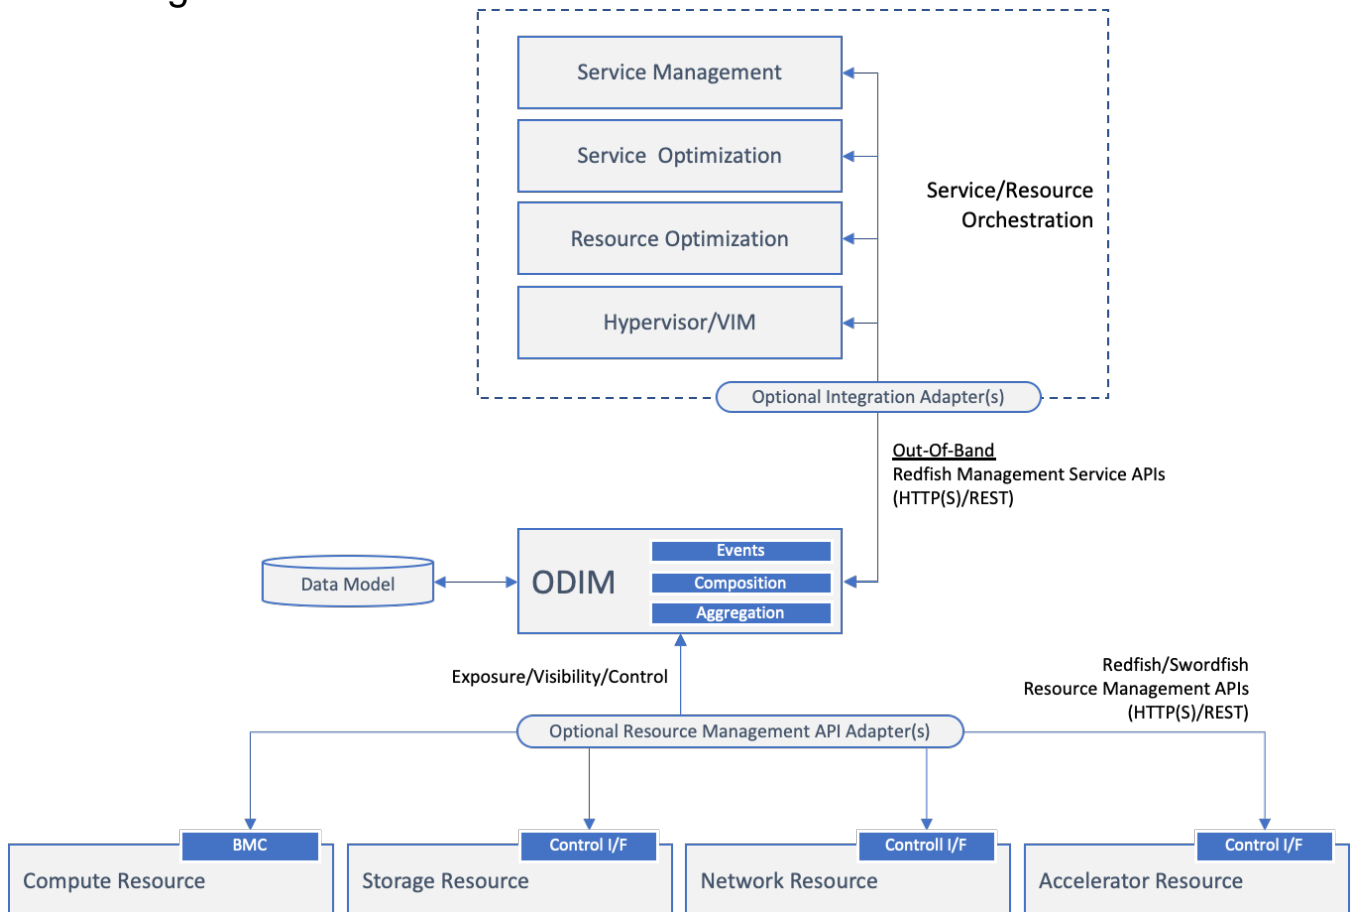 g
Service Management
Service Optimization
Service/Resource
Orchestration
Resource Optimization
Hypervisor/VIM
Optional Integration Adapter(s)
Out-Of-Band
Redfish Management Service APIs
(HTTP(S)/REST)
Data Model
ODIM
Events
Composition
Aggregation
Exposure/Visibility/Control
Redfish/Swordfish
Resource Management APIs
(HTTP(S)/REST)
Optional Resource Management API Adapter(s)
BMC
Compute Resource
Control I/F
Storage Resource
Controll I/F
Network Resource
Control I/F
Accelerator Resource